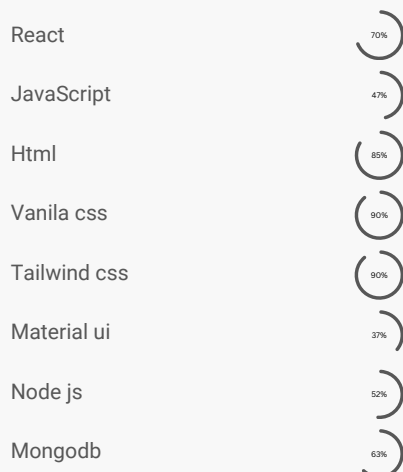 React 70%
JavaScript 47%
Html 85%
Vanila css 90%
Tailwind css 90%
Material ui 37%
Node js 52%
Mongodb 63%